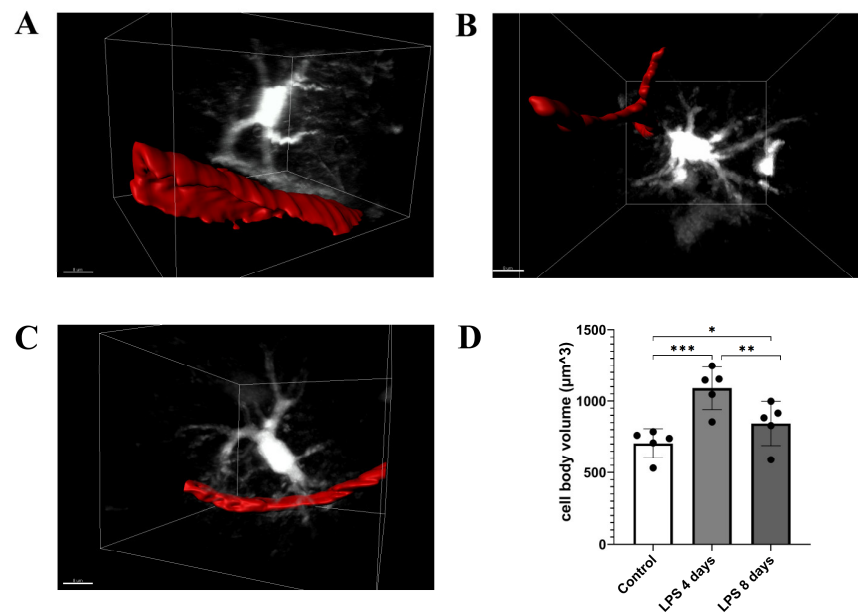 A
B
C
D
1500
1000
500
0
cell body volume (µm^3)
*
***
**
Control
LPS 4 days
LPS 8 days